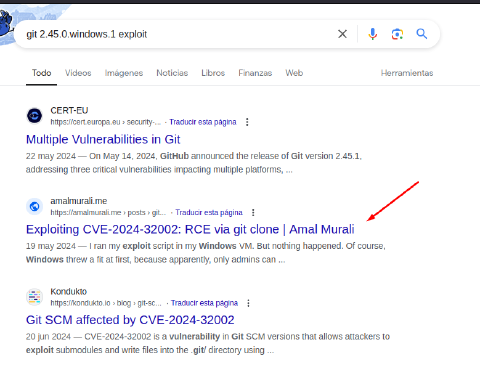 git 2.45.0.windows.1 exploit
Todo Videos Imágenes Noticias Libros Finanzas Web Herramientas
CERT-EU
https://cert.europa.eu › security-... · Traducir esta página
Multiple Vulnerabilities in Git
22 may 2024 — On May 14, 2024, GitHub announced the release of Git version 2.45.1,
addressing three critical vulnerabilities impacting multiple platforms, ...
amalmurali.me
https://amalmurali.me › posts › git... · Traducir esta página
Exploiting CVE-2024-32002: RCE via git clone | Amal Murali
19 may 2024 — I ran my exploit script in my Windows VM. But nothing happened. Of course,
Windows threw a fit at first, because apparently, only admins can ...
Kondukto
https://kondukto.io › blog › git-sc... · Traducir esta página
Git SCM affected by CVE-2024-32002
20 jun 2024 — CVE-2024-32002 is a vulnerability in Git SCM versions that allows attackers to
exploit submodules and write files into the .git/ directory using ...